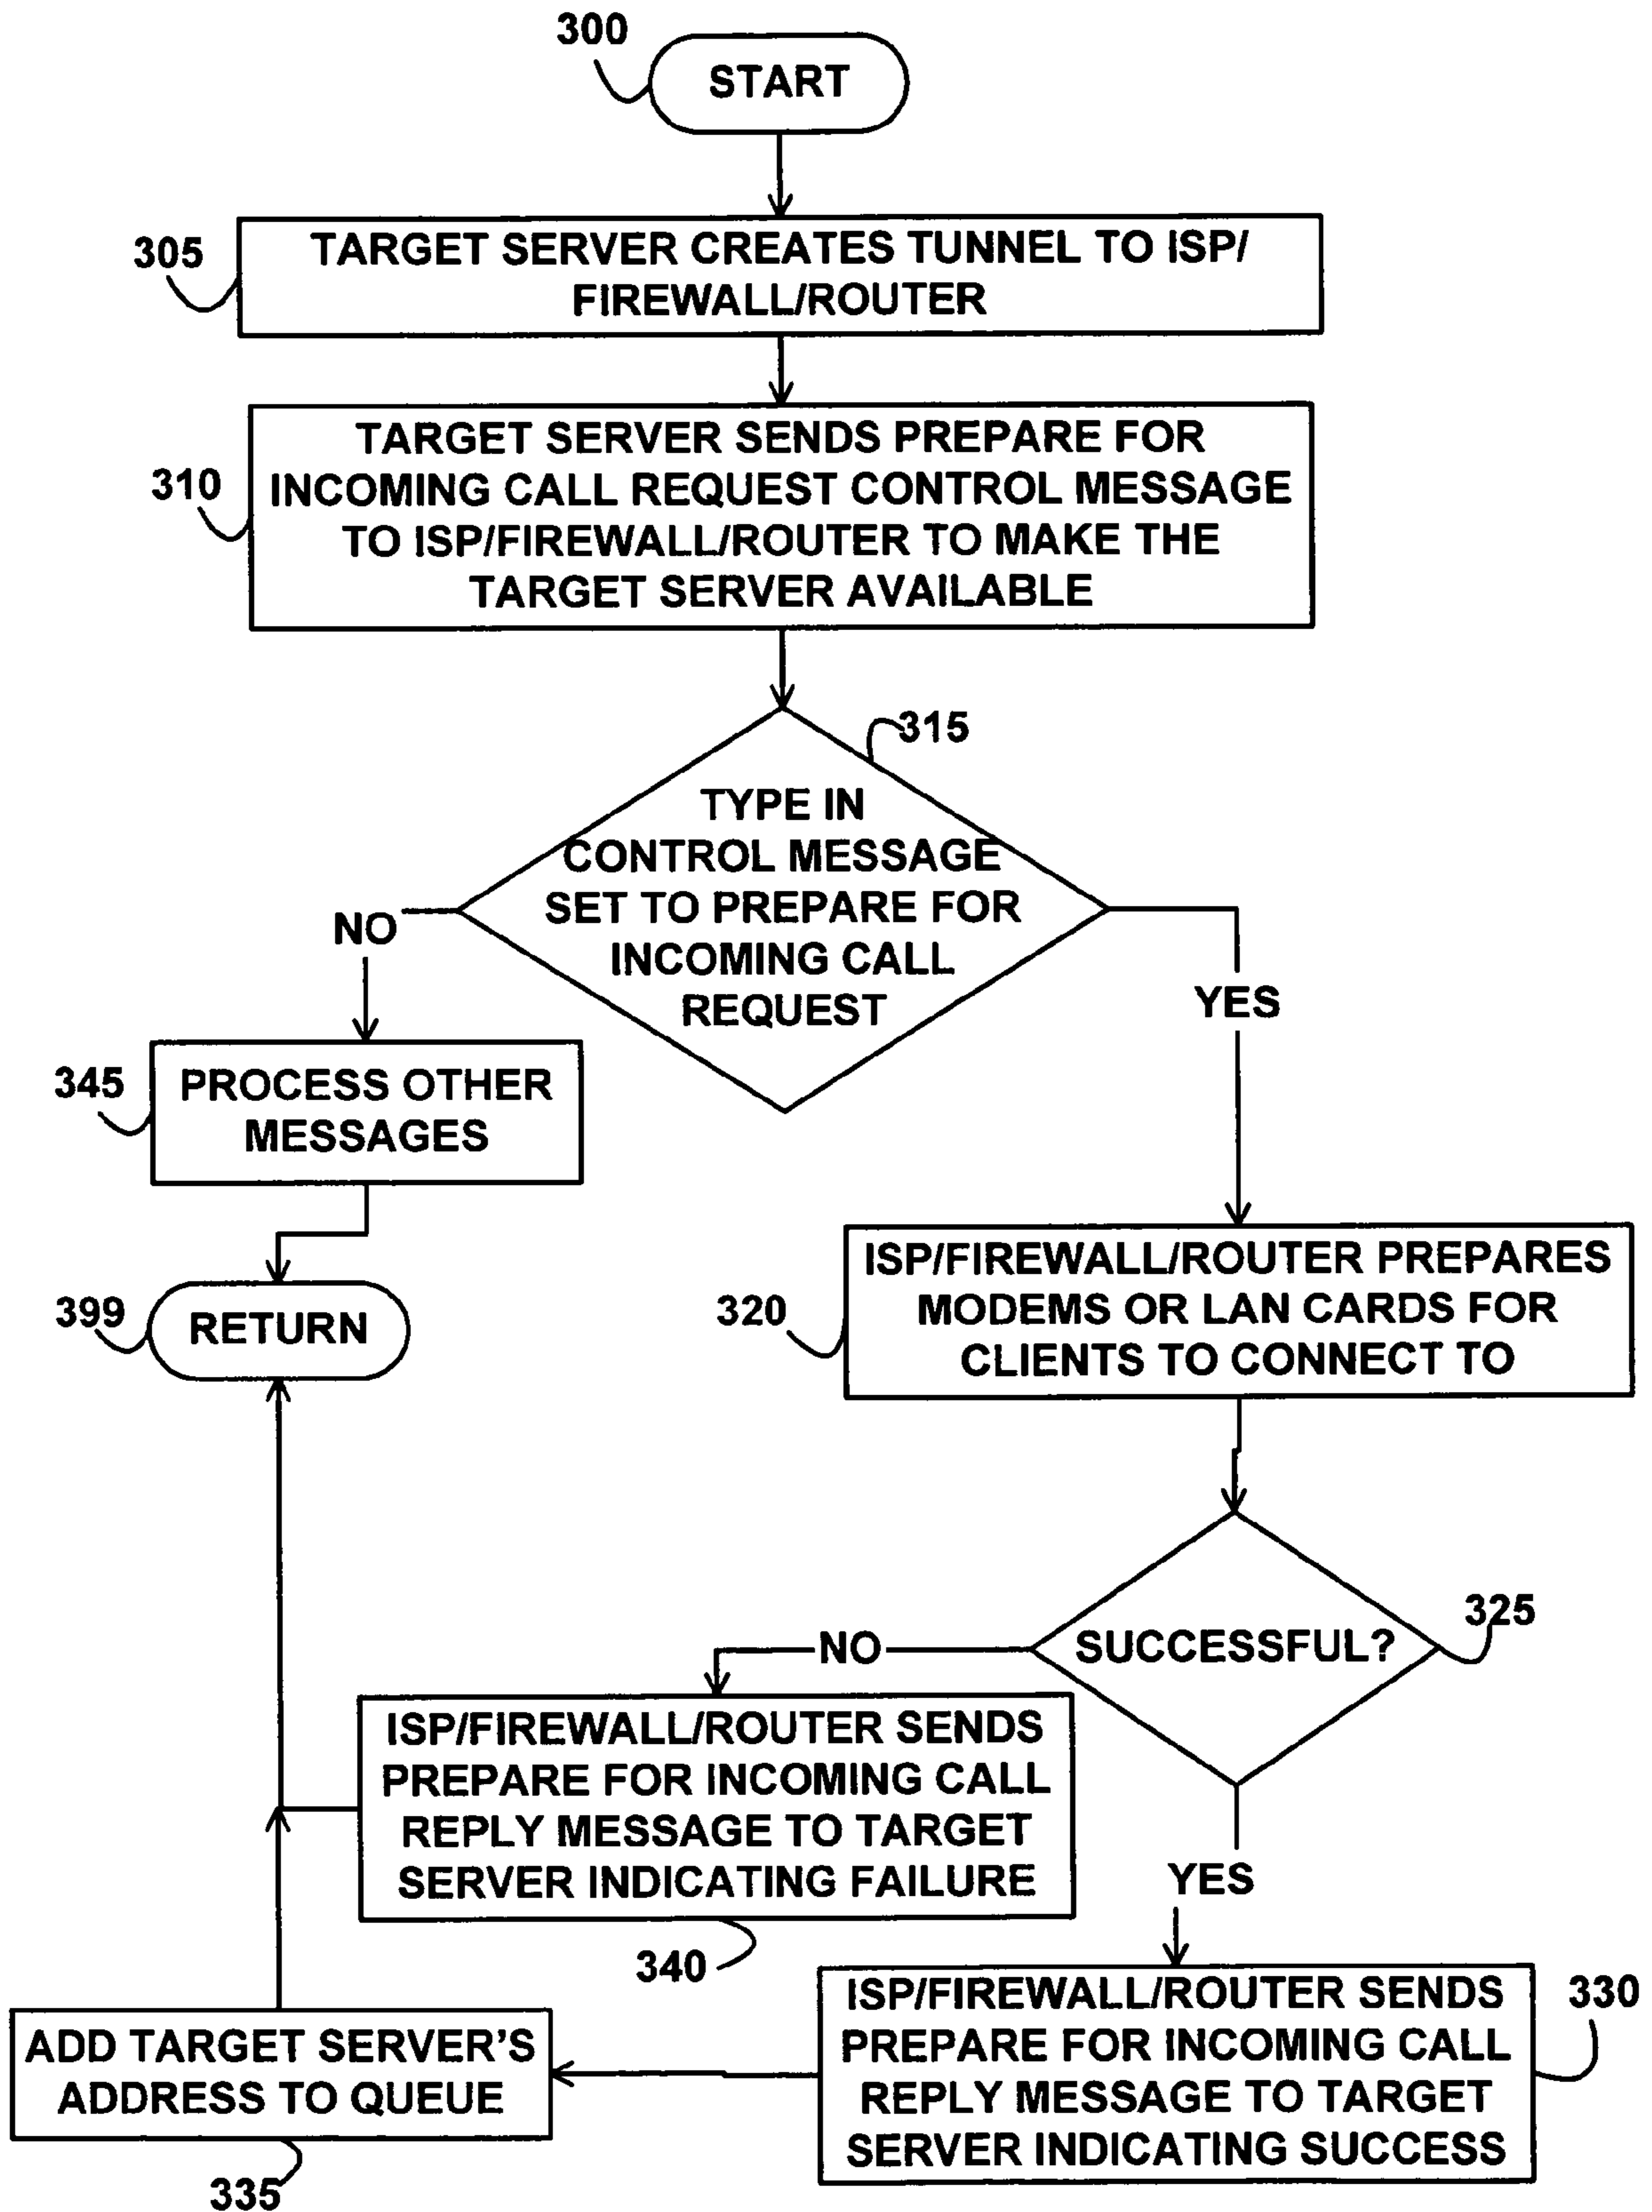 300
START
305
TARGET SERVER CREATES TUNNEL TO ISP/
FIREWALL/ROUTER
310
TARGET SERVER SENDS PREPARE FOR
INCOMING CALL REQUEST CONTROL MESSAGE
TO ISP/FIREWALL/ROUTER TO MAKE THE
TARGET SERVER AVAILABLE
315
TYPE IN
CONTROL MESSAGE
SET TO PREPARE FOR
INCOMING CALL
REQUEST
NO
YES
345
PROCESS OTHER
MESSAGES
399
RETURN
320
ISP/FIREWALL/ROUTER PREPARES
MODEMS OR LAN CARDS FOR
CLIENTS TO CONNECT TO
325
SUCCESSFUL?
NO
ISP/FIREWALL/ROUTER SENDS
PREPARE FOR INCOMING CALL
REPLY MESSAGE TO TARGET
SERVER INDICATING FAILURE
340
YES
ISP/FIREWALL/ROUTER SENDS
PREPARE FOR INCOMING CALL
REPLY MESSAGE TO TARGET
SERVER INDICATING SUCCESS
330
ADD TARGET SERVER'S
ADDRESS TO QUEUE
335